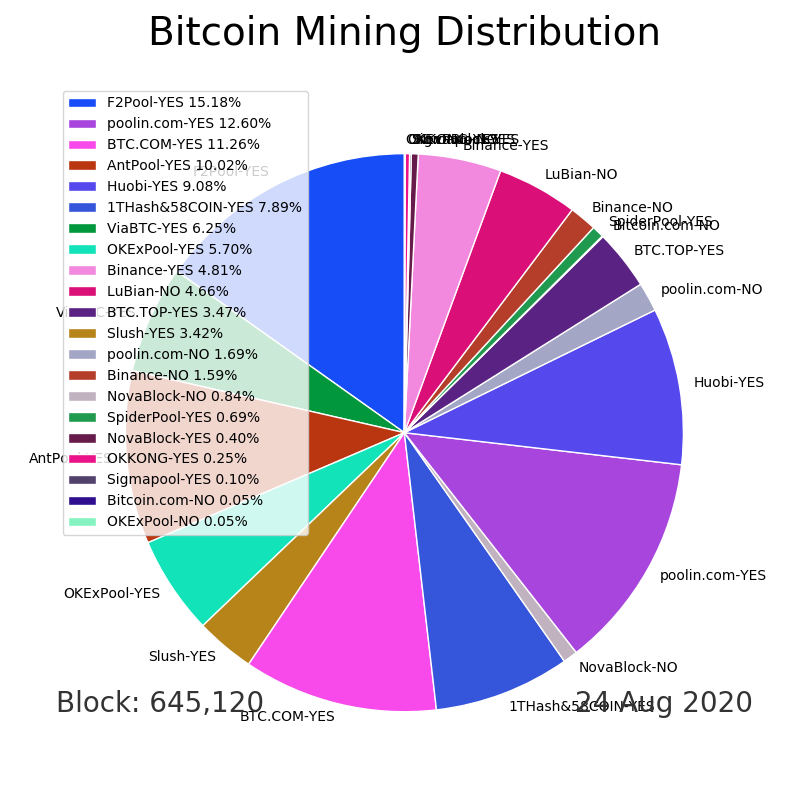 Bitcoin Mining Distribution
F2Pool-YES 15.18%
poolin.com-YES 12.60%
BTC.COM-YES 11.26%
AntPool-YES 10.02%
Huobi-YES 9.08%
1THash&58COIN-YES 7.89%
ViaBTC-YES 6.25%
OKExPool-YES 5.70%
Binance-YES 4.81%
LuBian-NO 4.66%
BTC.TOP-YES 3.47%
Slush-YES 3.42%
poolin.com-NO 1.69%
Binance-NO 1.59%
NovaBlock-NO 0.84%
SpiderPool-YES 0.69%
NovaBlock-YES 0.40%
OKKONG-YES 0.25%
Sigmapool-YES 0.10%
Bitcoin.com-NO 0.05%
OKExPool-NO 0.05%
F2Pool-YES
Binance-YES
LuBian-NO
Binance-NO
SpiderPool-YES
Bitcoin.com-NO
BTC.TOP-YES
poolin.com-NO
Huobi-YES
poolin.com-YES
NovaBlock-NO
1THash&58COIN-YES
BTC.COM-YES
Slush-YES
OKExPool-YES
AntPool-YES
Block: 645,120
24 Aug 2020